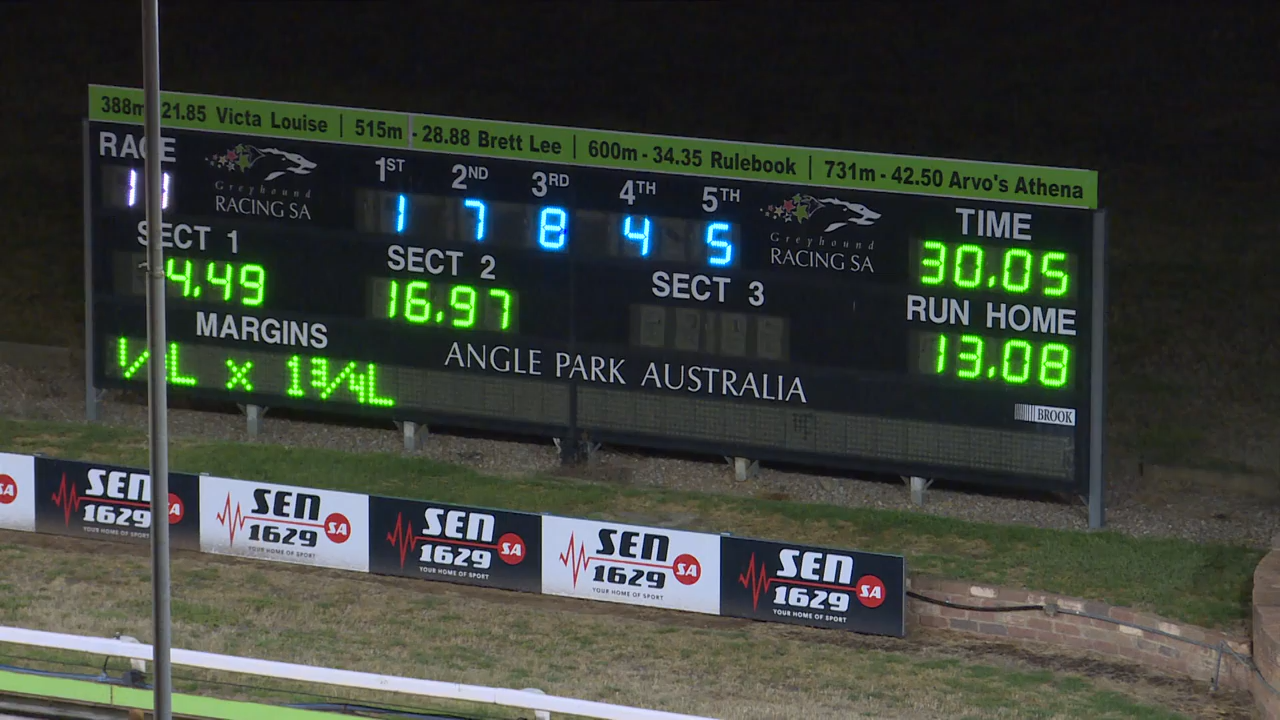 388m 21.85 Victa Louise | 515m - 28.88 Brett Lee | 600m - 34.35 Rulebook | 731m - 42.50 Arvo's Athena
RACE 1ST 2ND 3RD 4TH 5TH TIME
11 Greyhound RACING SA 1 7 8 4 5 Greyhound RACING SA 30.05
SECT 1 SECT 2 SECT 3 RUN HOME
4.49 16.97 13.08
MARGINS ANGLE PARK AUSTRALIA
L x 1 3/4L
BROOK
SA
SEN 1629 SA
YOUR HOME OF SPORT
SEN 1629 SA
YOUR HOME OF SPORT
SEN 1629 SA
YOUR HOME OF SPORT
SEN 1629 SA
YOUR HOME OF SPORT
SEN 1629 SA
YOUR HOME OF SPORT